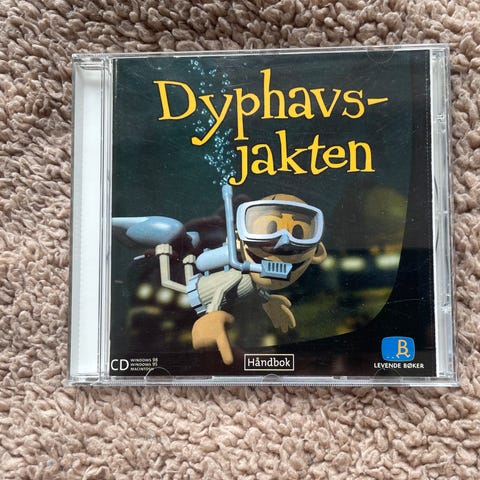 Dyphavs-
jakten
CD WINDOWS 98
WINDOWS 95
MACINTOSH
Håndbok
LEVENDE BØKER